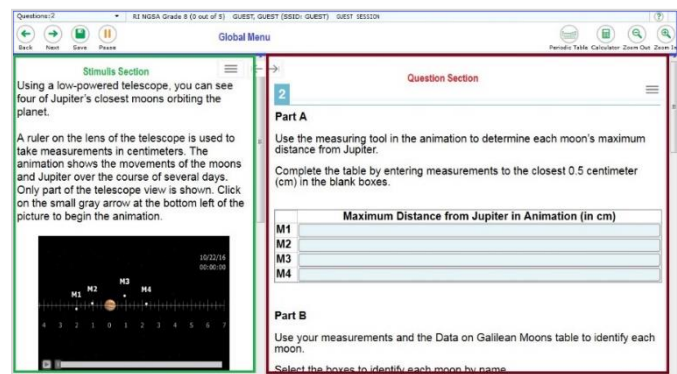 Questions: 2 RI NGSA Grade 8 (0 out of 5) GUEST, GUEST (SSID: GUEST) GUEST SESSION
Back Next Save Pause
Global Menu
Periodic Table Calculator Zoom Out Zoom In
Stimulis Section
Using a low-powered telescope, you can see
four of Jupiter's closest moons orbiting the
planet.
A ruler on the lens of the telescope is used to
take measurements in centimeters. The
animation shows the movements of the moons
and Jupiter over the course of several days.
Only part of the telescope view is shown. Click
on the small gray arrow at the bottom left of the
picture to begin the animation.
10/22/16
00:00:00
M1 M2 M3 M4
4 3 2 1 0 1 2 3 4 5 6 7
Question Section
2
Part A
Use the measuring tool in the animation to determine each moon's maximum
distance from Jupiter.
Complete the table by entering measurements to the closest 0.5 centimeter
(cm) in the blank boxes.
Maximum Distance from Jupiter in Animation (in cm)
M1
M2
M3
M4
Part B
Use your measurements and the Data on Galilean Moons table to identify each
moon.
Select the boxes to identify each moon by name.